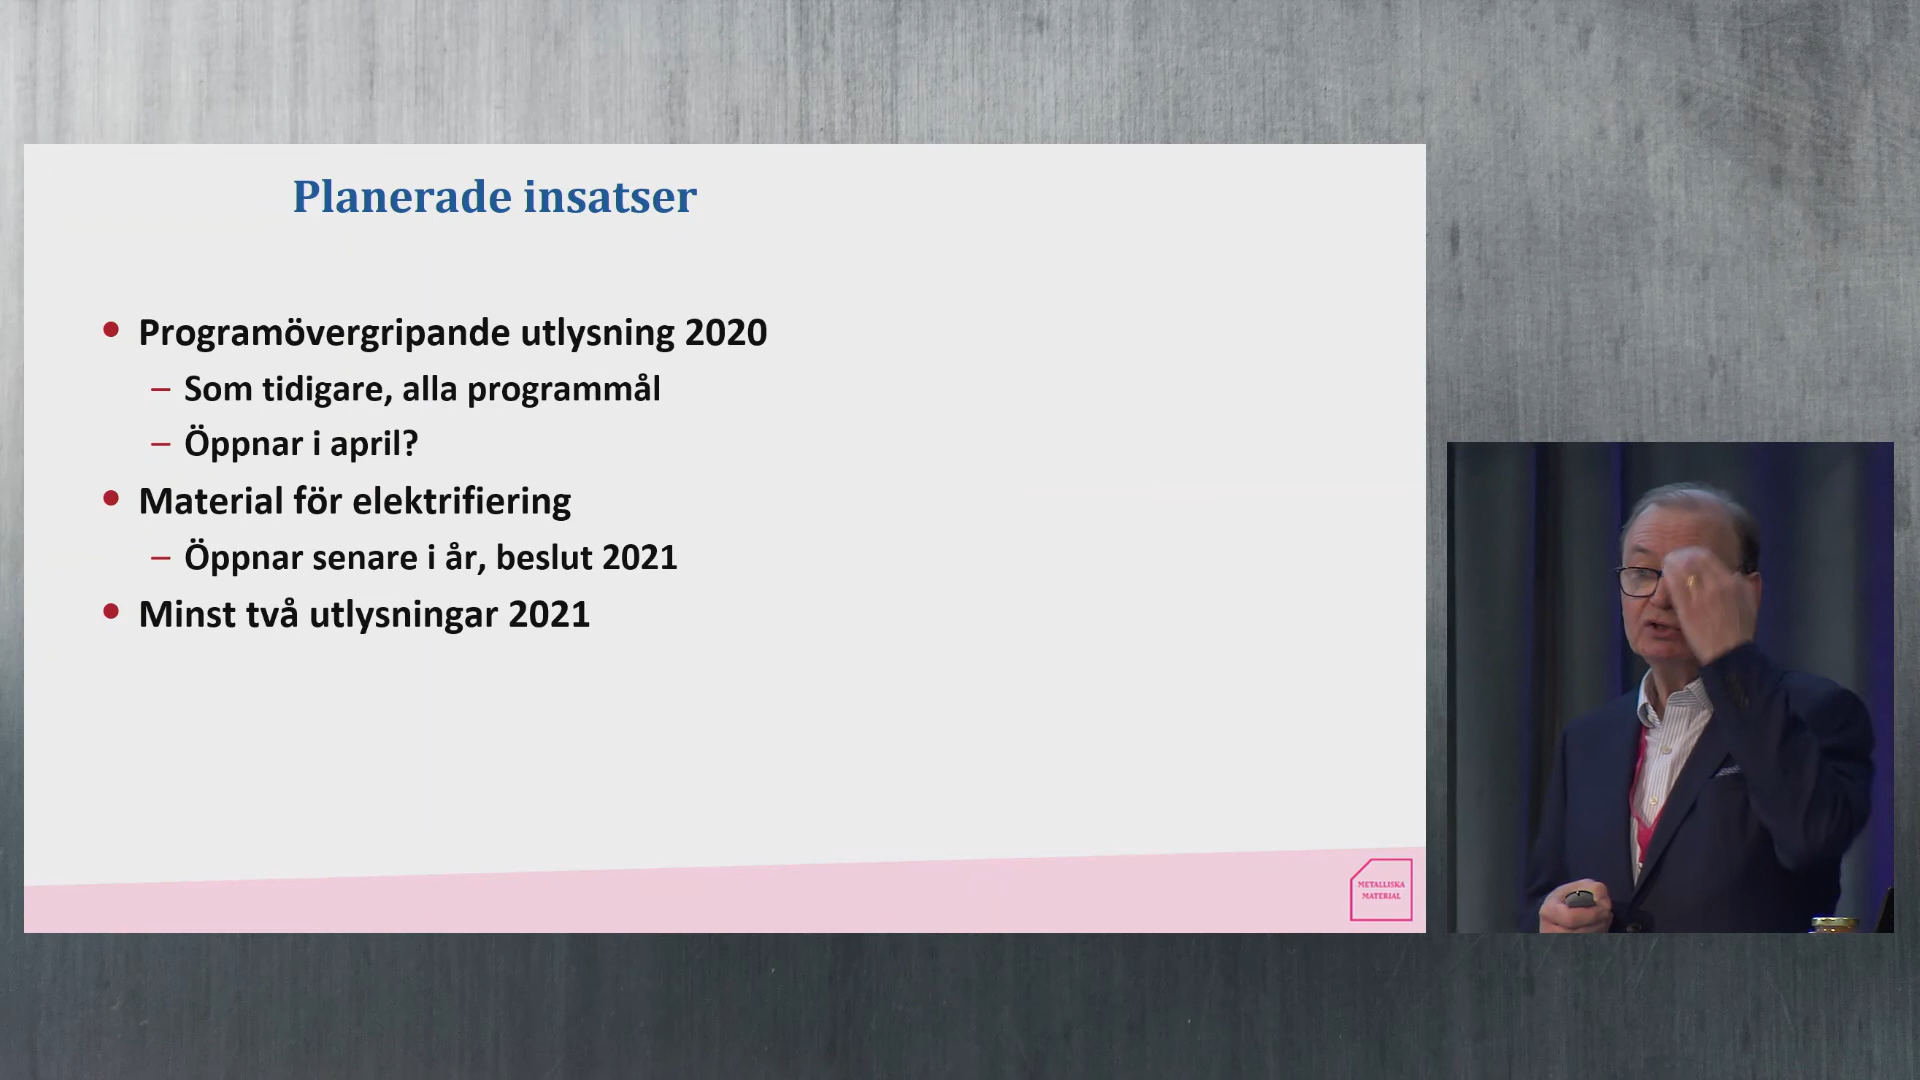 Planerade insatser
• Programövergripande utlysning 2020
– Som tidigare, alla programmål
– Öppnar i april?
• Material för elektrifiering
– Öppnar senare i år, beslut 2021
• Minst två utlysningar 2021
METALLISKA
MATERIAL